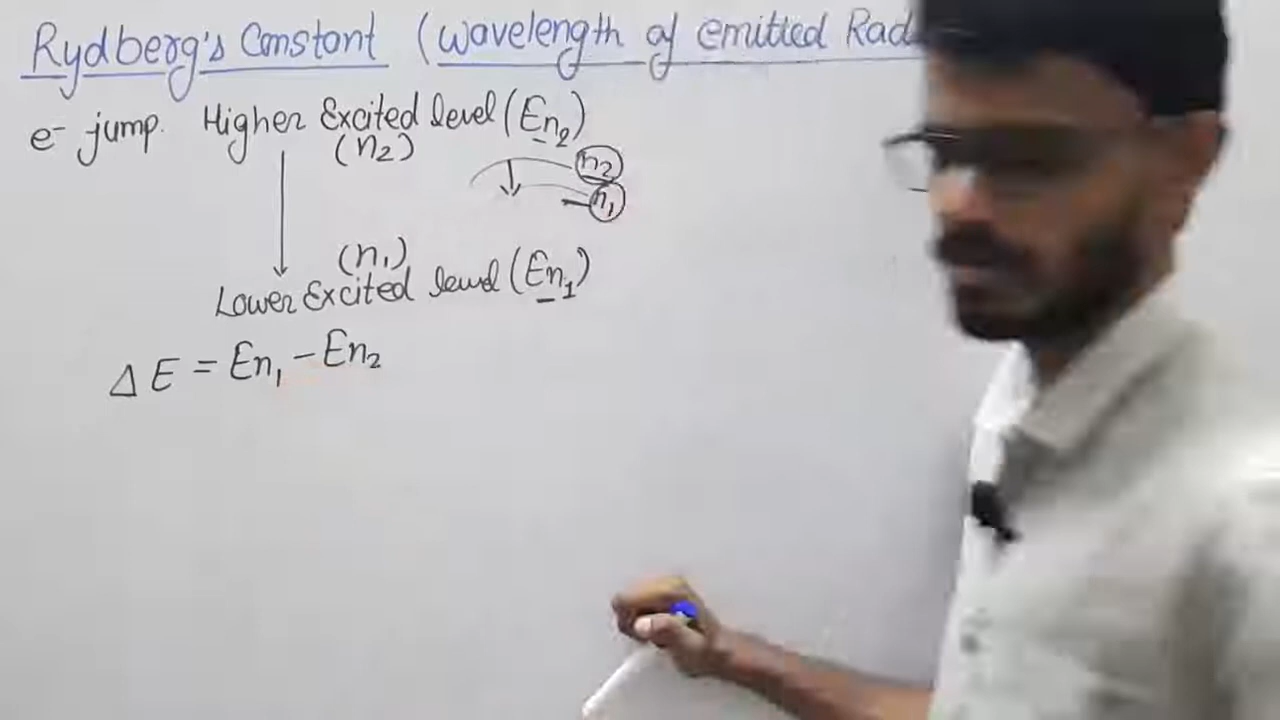 Rydberg's Constant (Wavelength of emitted Rad
e- jump. Higher Excited level (En2)
(n2)
n2
n1
(n1)
Lower Excited level (En1)
ΔE = En1 - En2